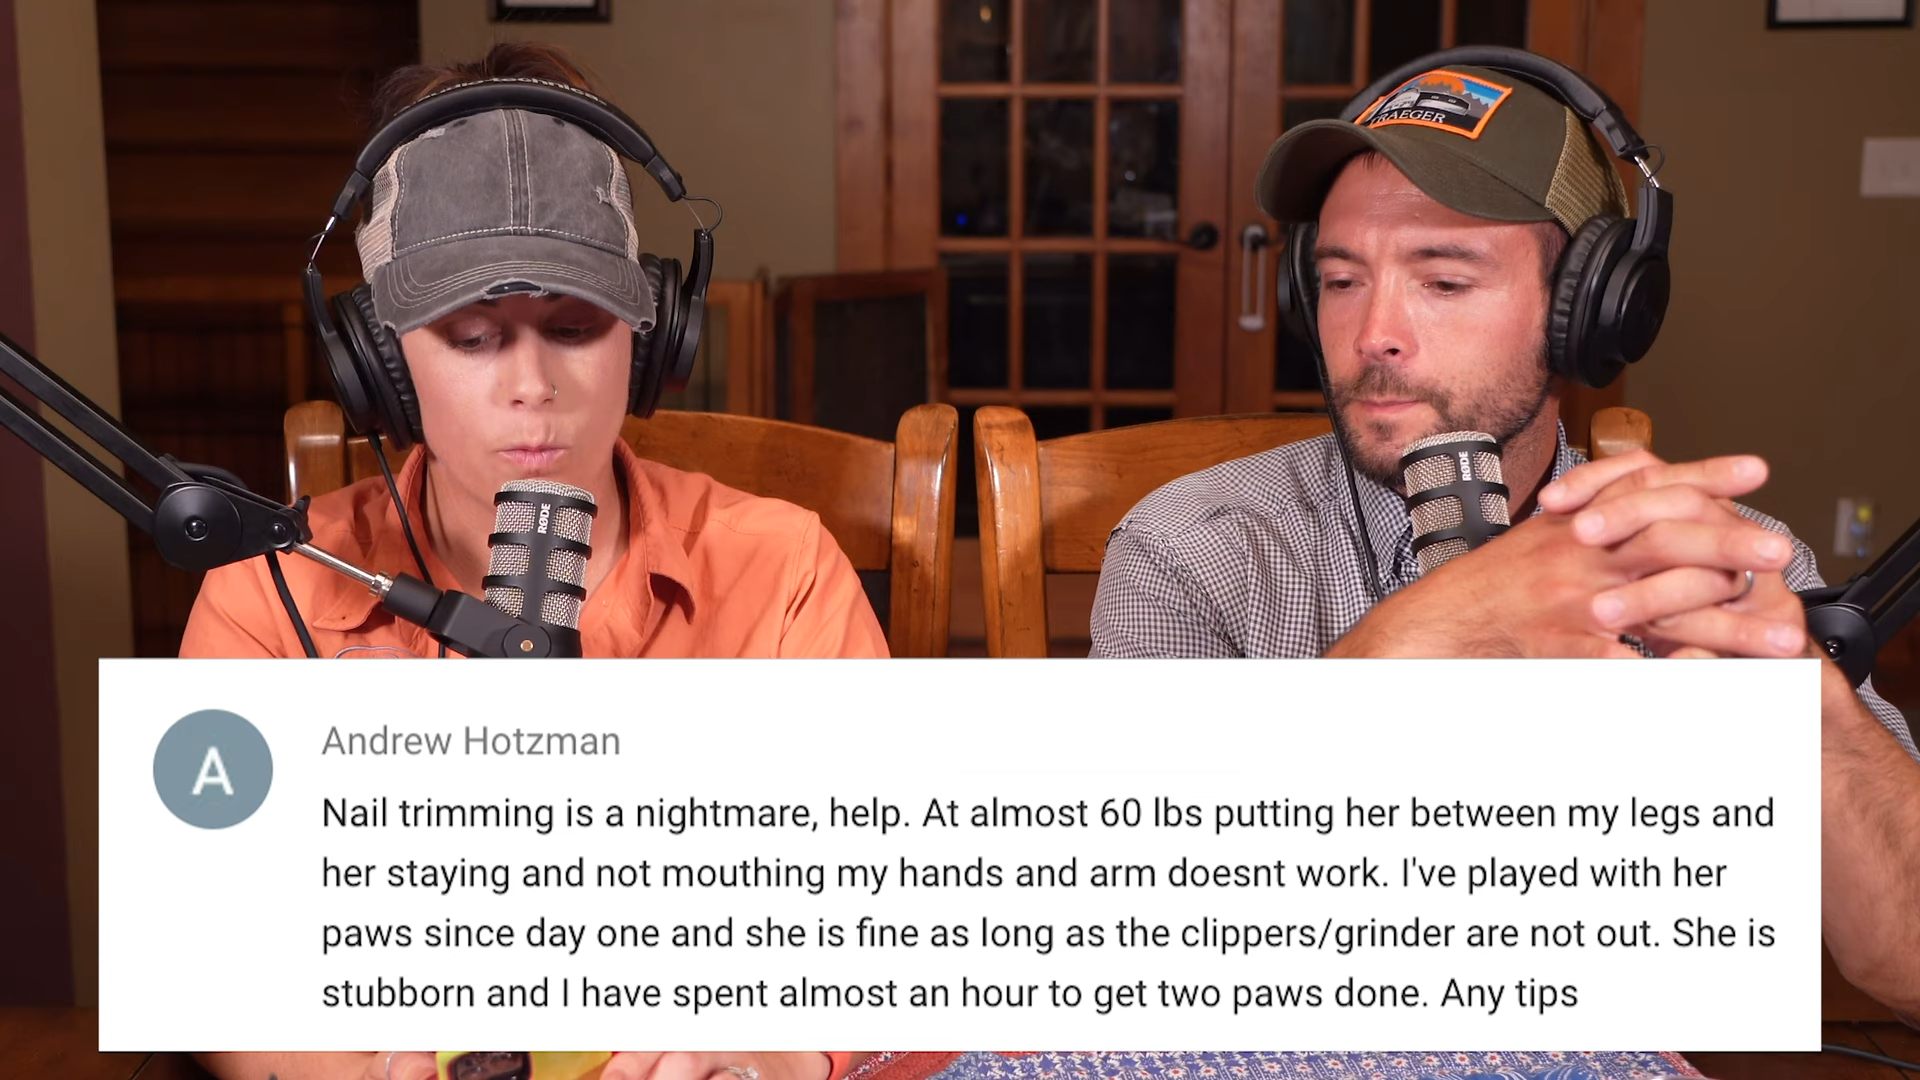 TRAEGER
RØDE
RØDE
A
Andrew Hotzman
Nail trimming is a nightmare, help. At almost 60 lbs putting her between my legs and
her staying and not mouthing my hands and arm doesnt work. I've played with her
paws since day one and she is fine as long as the clippers/grinder are not out. She is
stubborn and I have spent almost an hour to get two paws done. Any tips